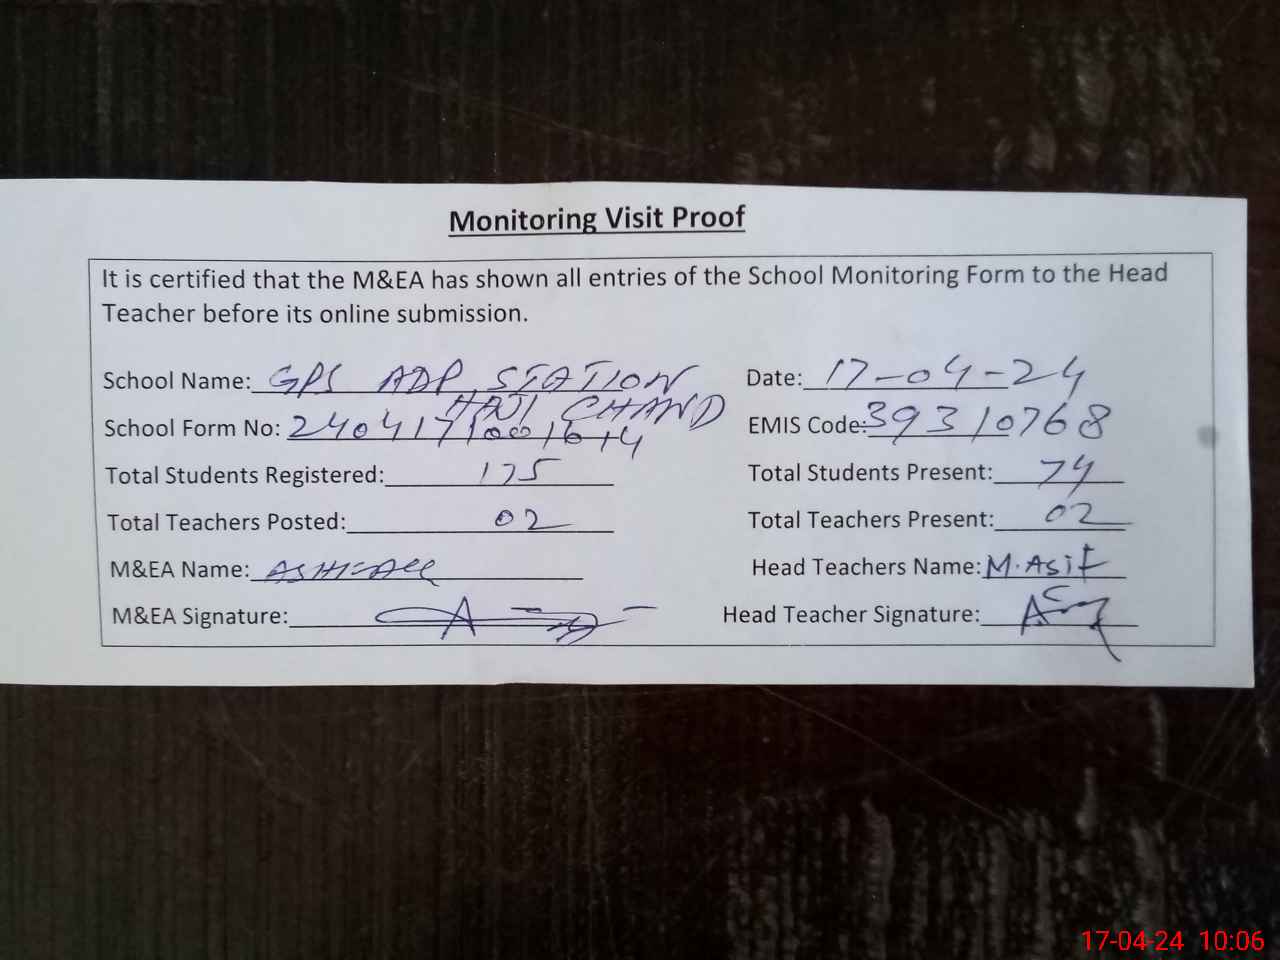 Monitoring Visit Proof
It is certified that the M&EA has shown all entries of the School Monitoring Form to the Head
Teacher before its online submission.
School Name: GPS ADP STATION Date: 17-04-24
CHAND
School Form No: EMIS Code: 39310768
Total Students Registered: 175 Total Students Present: 74
Total Teachers Posted: 02 Total Teachers Present: 02
M&EA Name: Head Teachers Name: M. Asif
M&EA Signature: Head Teacher Signature:
17-04-24 10:06